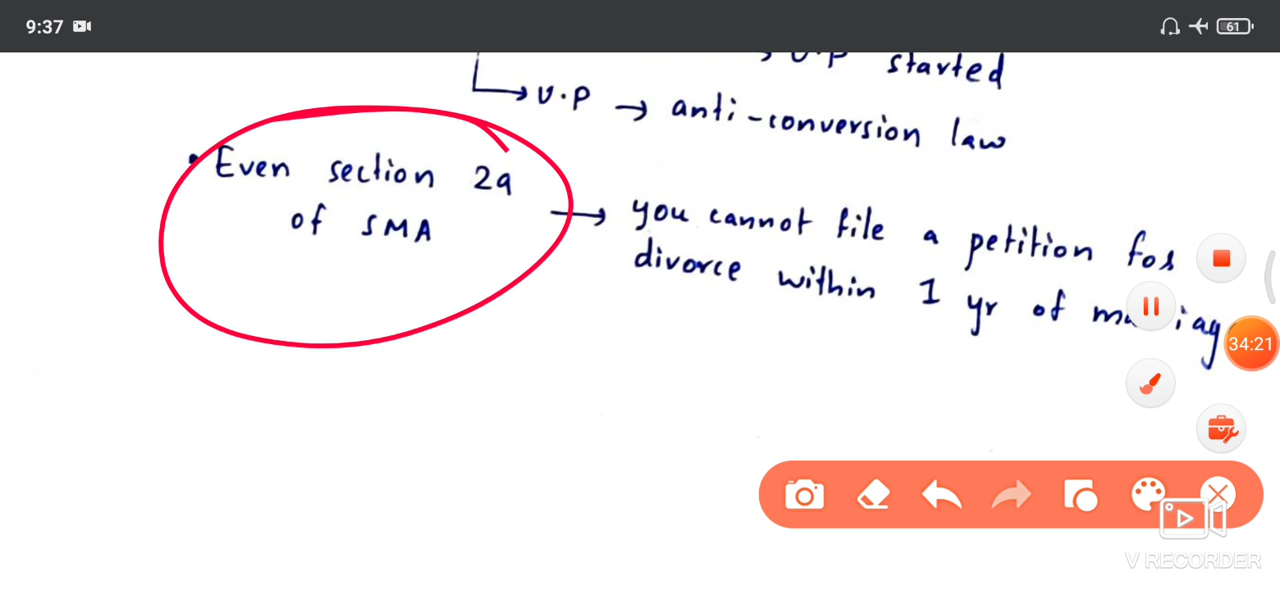 9:37
61
U.P started
U.P → anti-conversion law
• Even section 29
of SMA
→ you cannot file a petition for
divorce within 1 yr of
34:21
V RECORDER